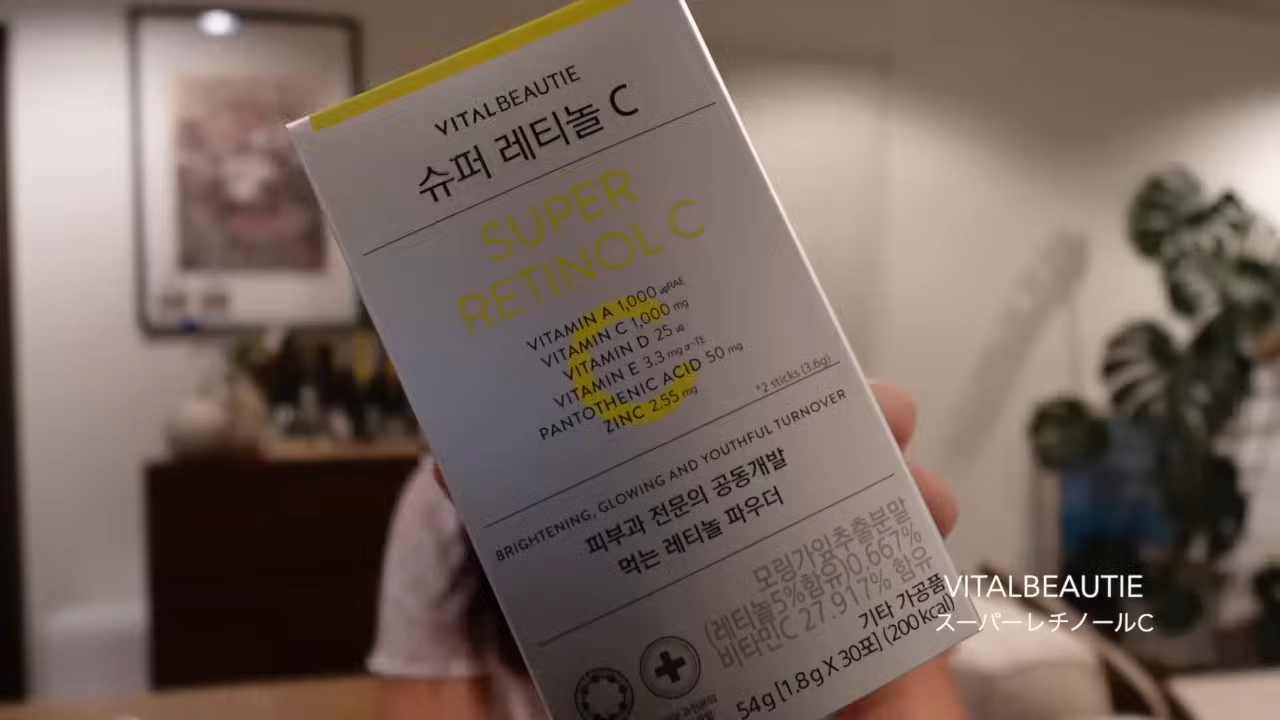 VITALBEAUTIE
슈퍼 레티놀 C
SUPER
RETINOL C
VITAMIN A 1,000 μgRAE
VITAMIN C 1,000 mg
VITAMIN D 25 μg
VITAMIN E 3.3 mg α-TE
PANTOTHENIC ACID 50 mg
ZINC 2.55 mg
*2 sticks (3.6g)
BRIGHTENING, GLOWING AND YOUTHFUL TURNOVER
피부과 전문의 공동개발
먹는 레티놀 파우더
모링가잎추출분말
(레티놀5%함유)0.667%
비타민C 27.917% 함유
기타 가공품
54g [1.8g X 30포] (200 kcal)
VITALBEAUTIE
スーパーレチノールC